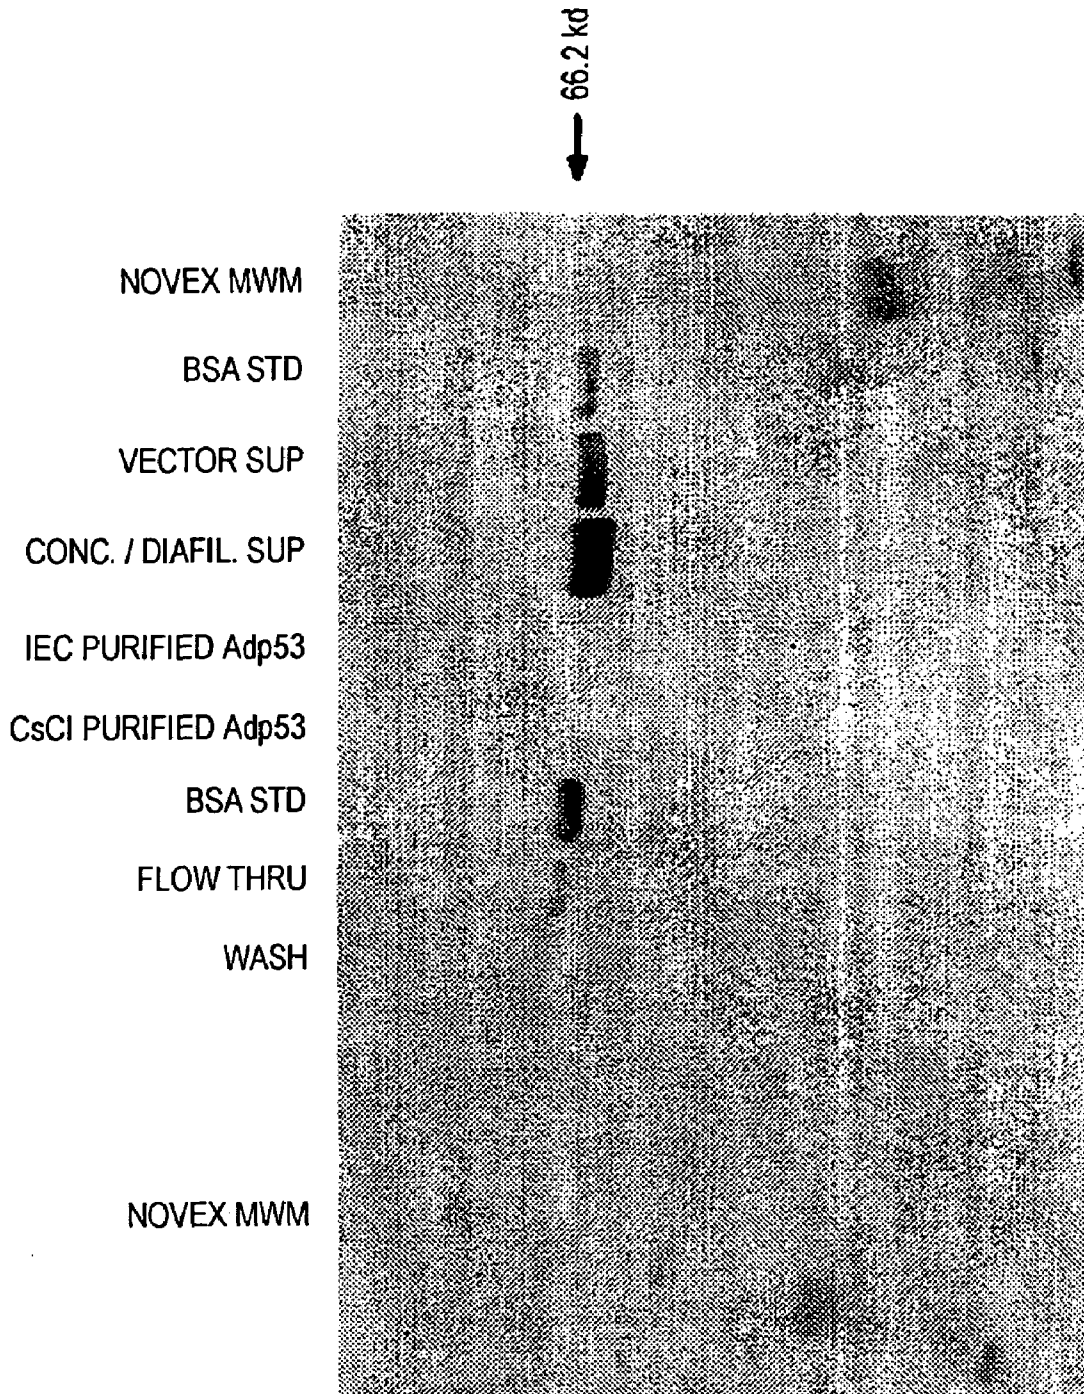 66.2 kd
NOVEX MWM
BSA STD
VECTOR SUP
CONC. / DIAFIL. SUP
IEC PURIFIED Adp53
CsCl PURIFIED Adp53
BSA STD
FLOW THRU
WASH
NOVEX MWM